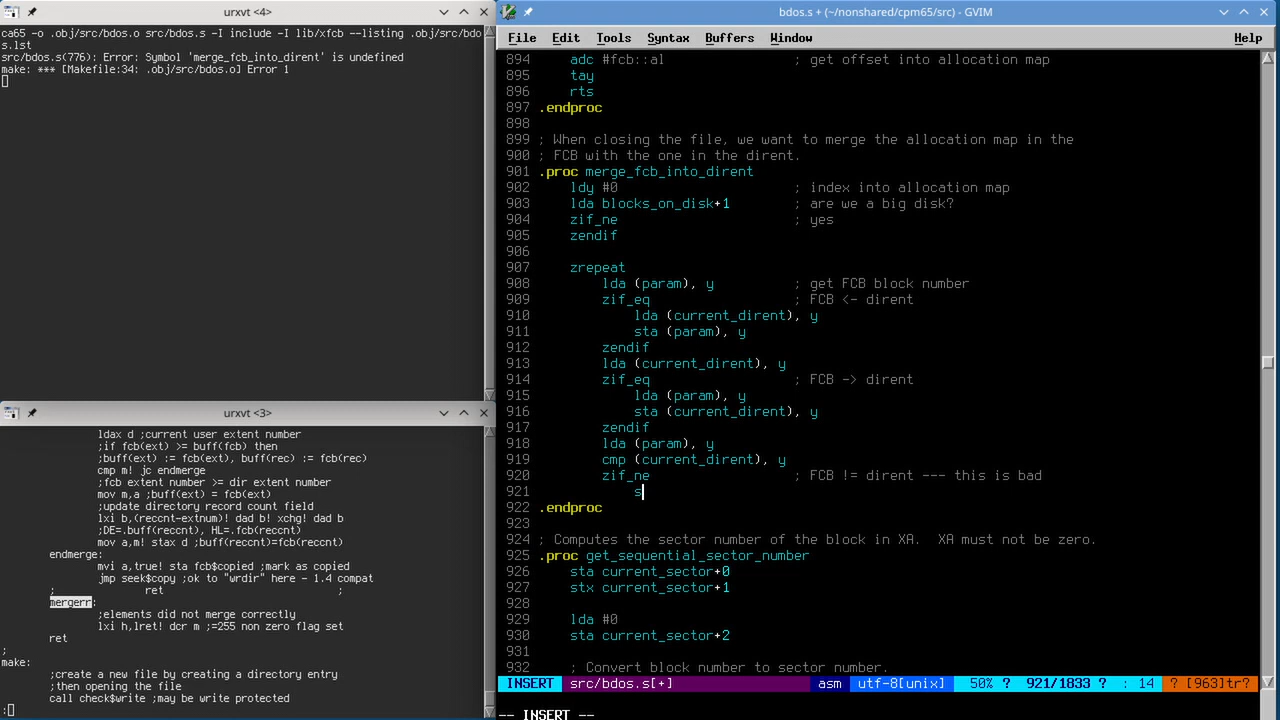 urxvt <4>
ca65 -o .obj/src/bdos.o src/bdos.s -I include -I lib/xfcb --listing .obj/src/bdo
s.lst
src/bdos.s(776): Error: Symbol 'merge_fcb_into_dirent' is undefined
make: *** [Makefile:34: .obj/src/bdos.o] Error 1
urxvt <3>
ldax d ;current user extent number
;if fcb(ext) >= buff(fcb) then
;buff(ext) := fcb(ext), buff(rec) := fcb(rec)
cmp m! jc endmerge
;fcb extent number >= dir extent number
mov m,a ;buff(ext) = fcb(ext)
;update directory record count field
lxi b,(reccnt-extnum)! dad b! xchg! dad b
;DE=.buff(reccnt), HL=.fcb(reccnt)
mov a,m! stax d ;buff(reccnt)=fcb(reccnt)
endmerge:
mvi a,true! sta fcb$copied ;mark as copied
jmp seek$copy ;ok to "wrdir" here - 1.4 compat
; ret ;
mergerr:
;elements did not merge correctly
lxi h,lret! dcr m ;=255 non zero flag set
ret
;
make:
;create a new file by creating a directory entry
;then opening the file
call check$write ;may be write protected
:
bdos.s + (~/nonshared/cpm65/src) - GVIM
File Edit Tools Syntax Buffers Window Help
894 adc #fcb::al ; get offset into allocation map
895 tay
896 rts
897 .endproc
898
899 ; When closing the file, we want to merge the allocation map in the
900 ; FCB with the one in the dirent.
901 .proc merge_fcb_into_dirent
902 ldy #0 ; index into allocation map
903 lda blocks_on_disk+1 ; are we a big disk?
904 zif_ne ; yes
905 zendif
906
907 zrepeat
908 lda (param), y ; get FCB block number
909 zif_eq ; FCB <- dirent
910 lda (current_dirent), y
911 sta (param), y
912 zendif
913 lda (current_dirent), y
914 zif_eq ; FCB -> dirent
915 lda (param), y
916 sta (current_dirent), y
917 zendif
918 lda (param), y
919 cmp (current_dirent), y
920 zif_ne ; FCB != dirent --- this is bad
921 s
922 .endproc
923
924 ; Computes the sector number of the block in XA. XA must not be zero.
925 .proc get_sequential_sector_number
926 sta current_sector+0
927 stx current_sector+1
928
929 lda #0
930 sta current_sector+2
931
932 ; Convert block number to sector number.
INSERT src/bdos.s[+] asm utf-8[unix] 50% ? 921/1833 ? : 14 ? [963]tr?
-- INSERT --